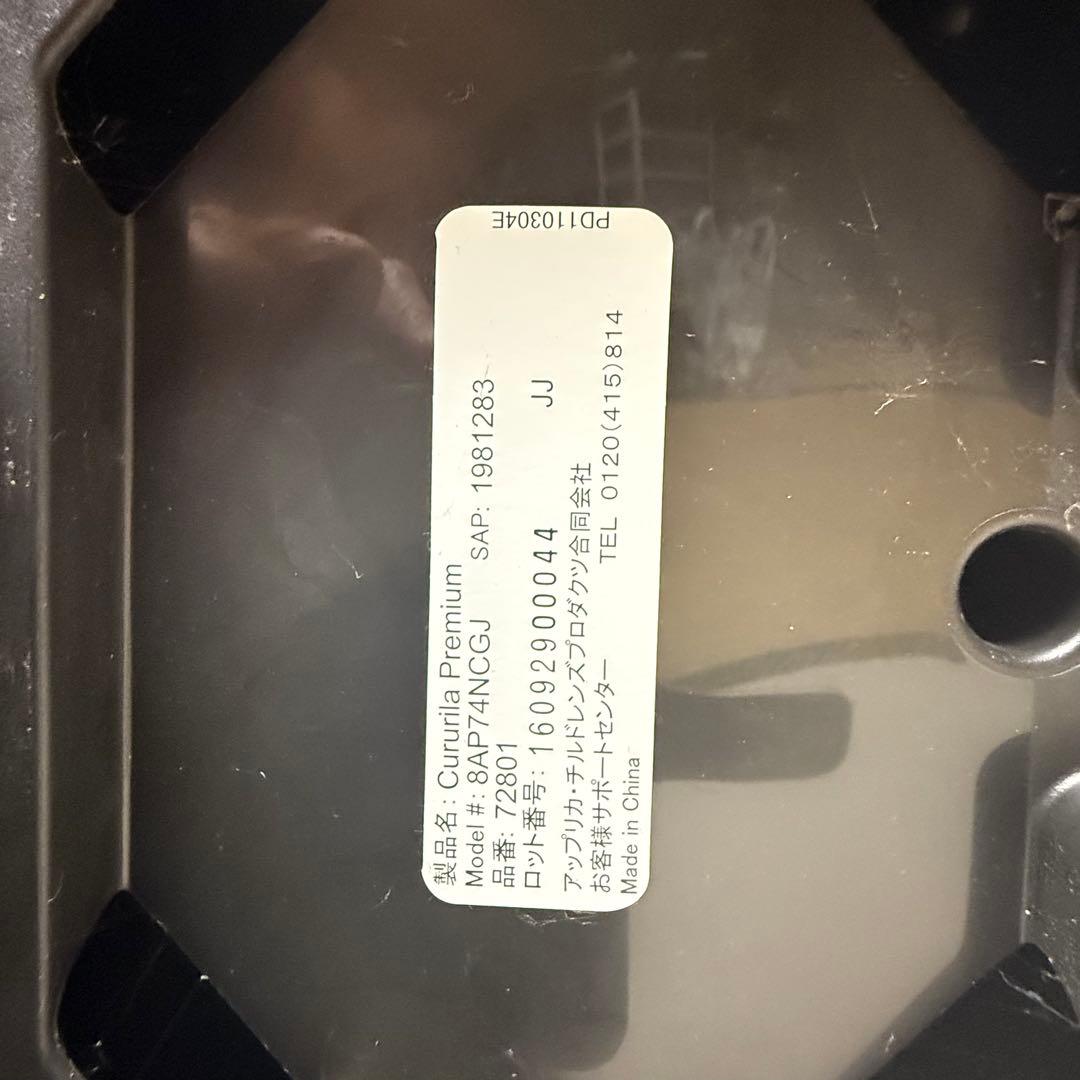 製品名: Cururila Premium
Model #: 8AP74NCGJ SAP: 1981283
品番: 72801
ロット番号: 16092900044 JJ
アップリカ・チルドレンズプロダクツ合同会社
お客様サポートセンター TEL 0120(415)814
Made in China
PD110304E